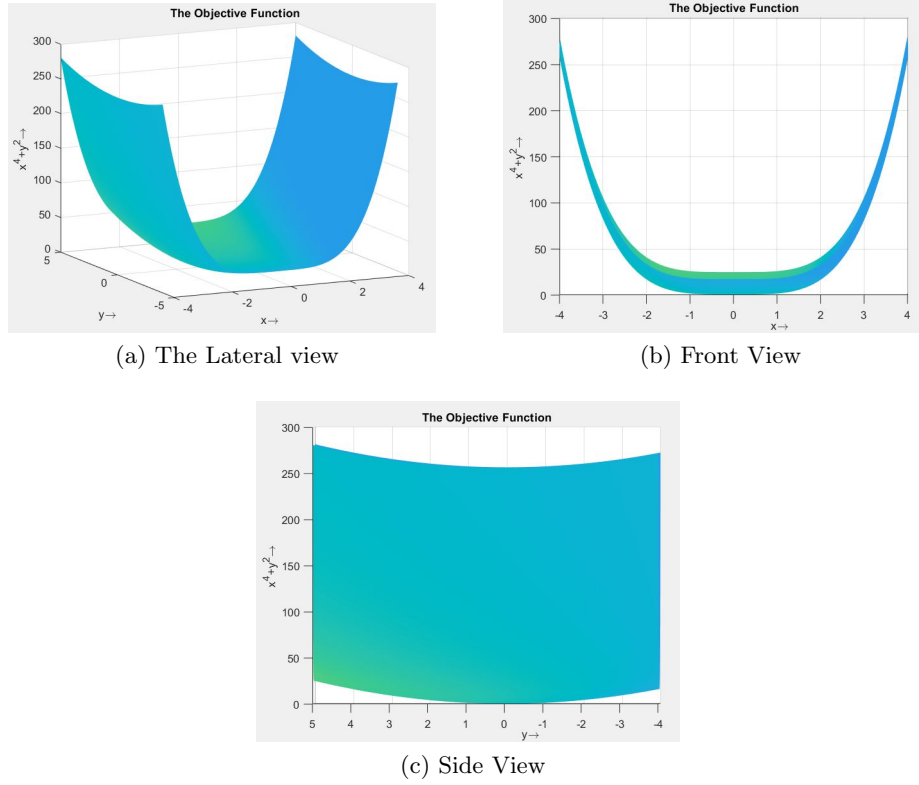 The Objective Function
300
250
200
150
100
50
0
x⁴+y²→
5
0
-5
y→
-4
-2
0
2
4
x→
(a) The Lateral view
The Objective Function
300
250
200
150
100
50
0
x⁴+y²→
-4 -3 -2 -1 0 1 2 3 4
x→
(b) Front View
The Objective Function
300
250
200
150
100
50
0
x⁴+y²→
5 4 3 2 1 0 -1 -2 -3 -4
y→
(c) Side View